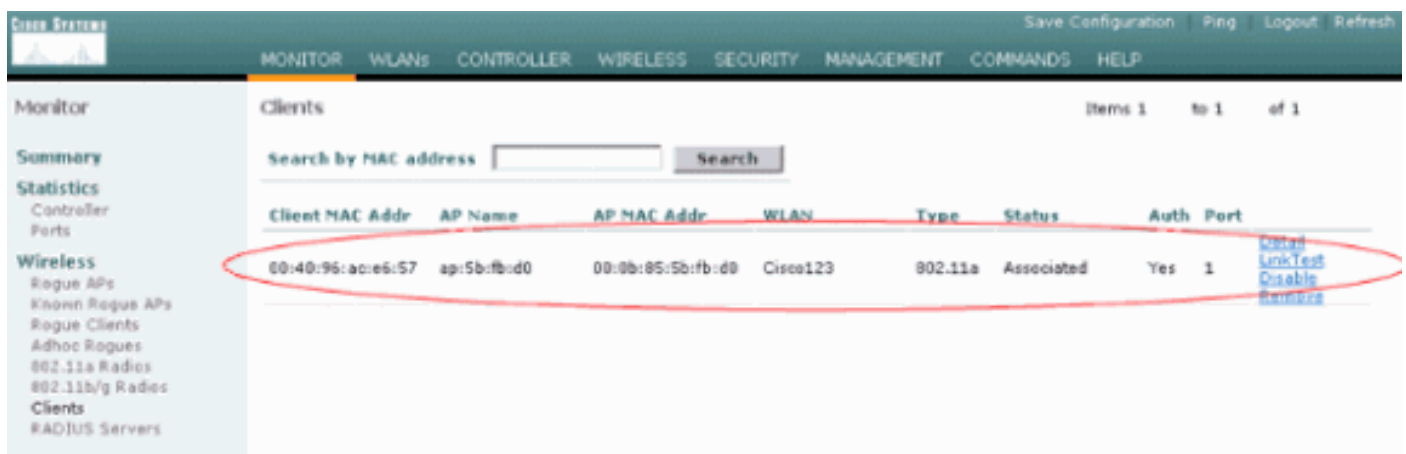 CISCO SYSTEMS
Save Configuration Ping Logout Refresh
MONITOR WLANs CONTROLLER WIRELESS SECURITY MANAGEMENT COMMANDS HELP
Monitor
Clients
Items 1 to 1 of 1
Summary
Search by MAC address Search
Statistics
Controller
Ports
Client MAC Addr AP Name AP MAC Addr WLAN Type Status Auth Port
00:40:96:ac:e6:57 ap:5b:fb:d0 00:0b:85:5b:fb:d0 Cisco123 802.11a Associated Yes 1
Detail
LinkTest
Disable
Remove
Wireless
Rogue APs
Known Rogue APs
Rogue Clients
Adhoc Rogues
802.11a Radios
802.11b/g Radios
Clients
RADIUS Servers